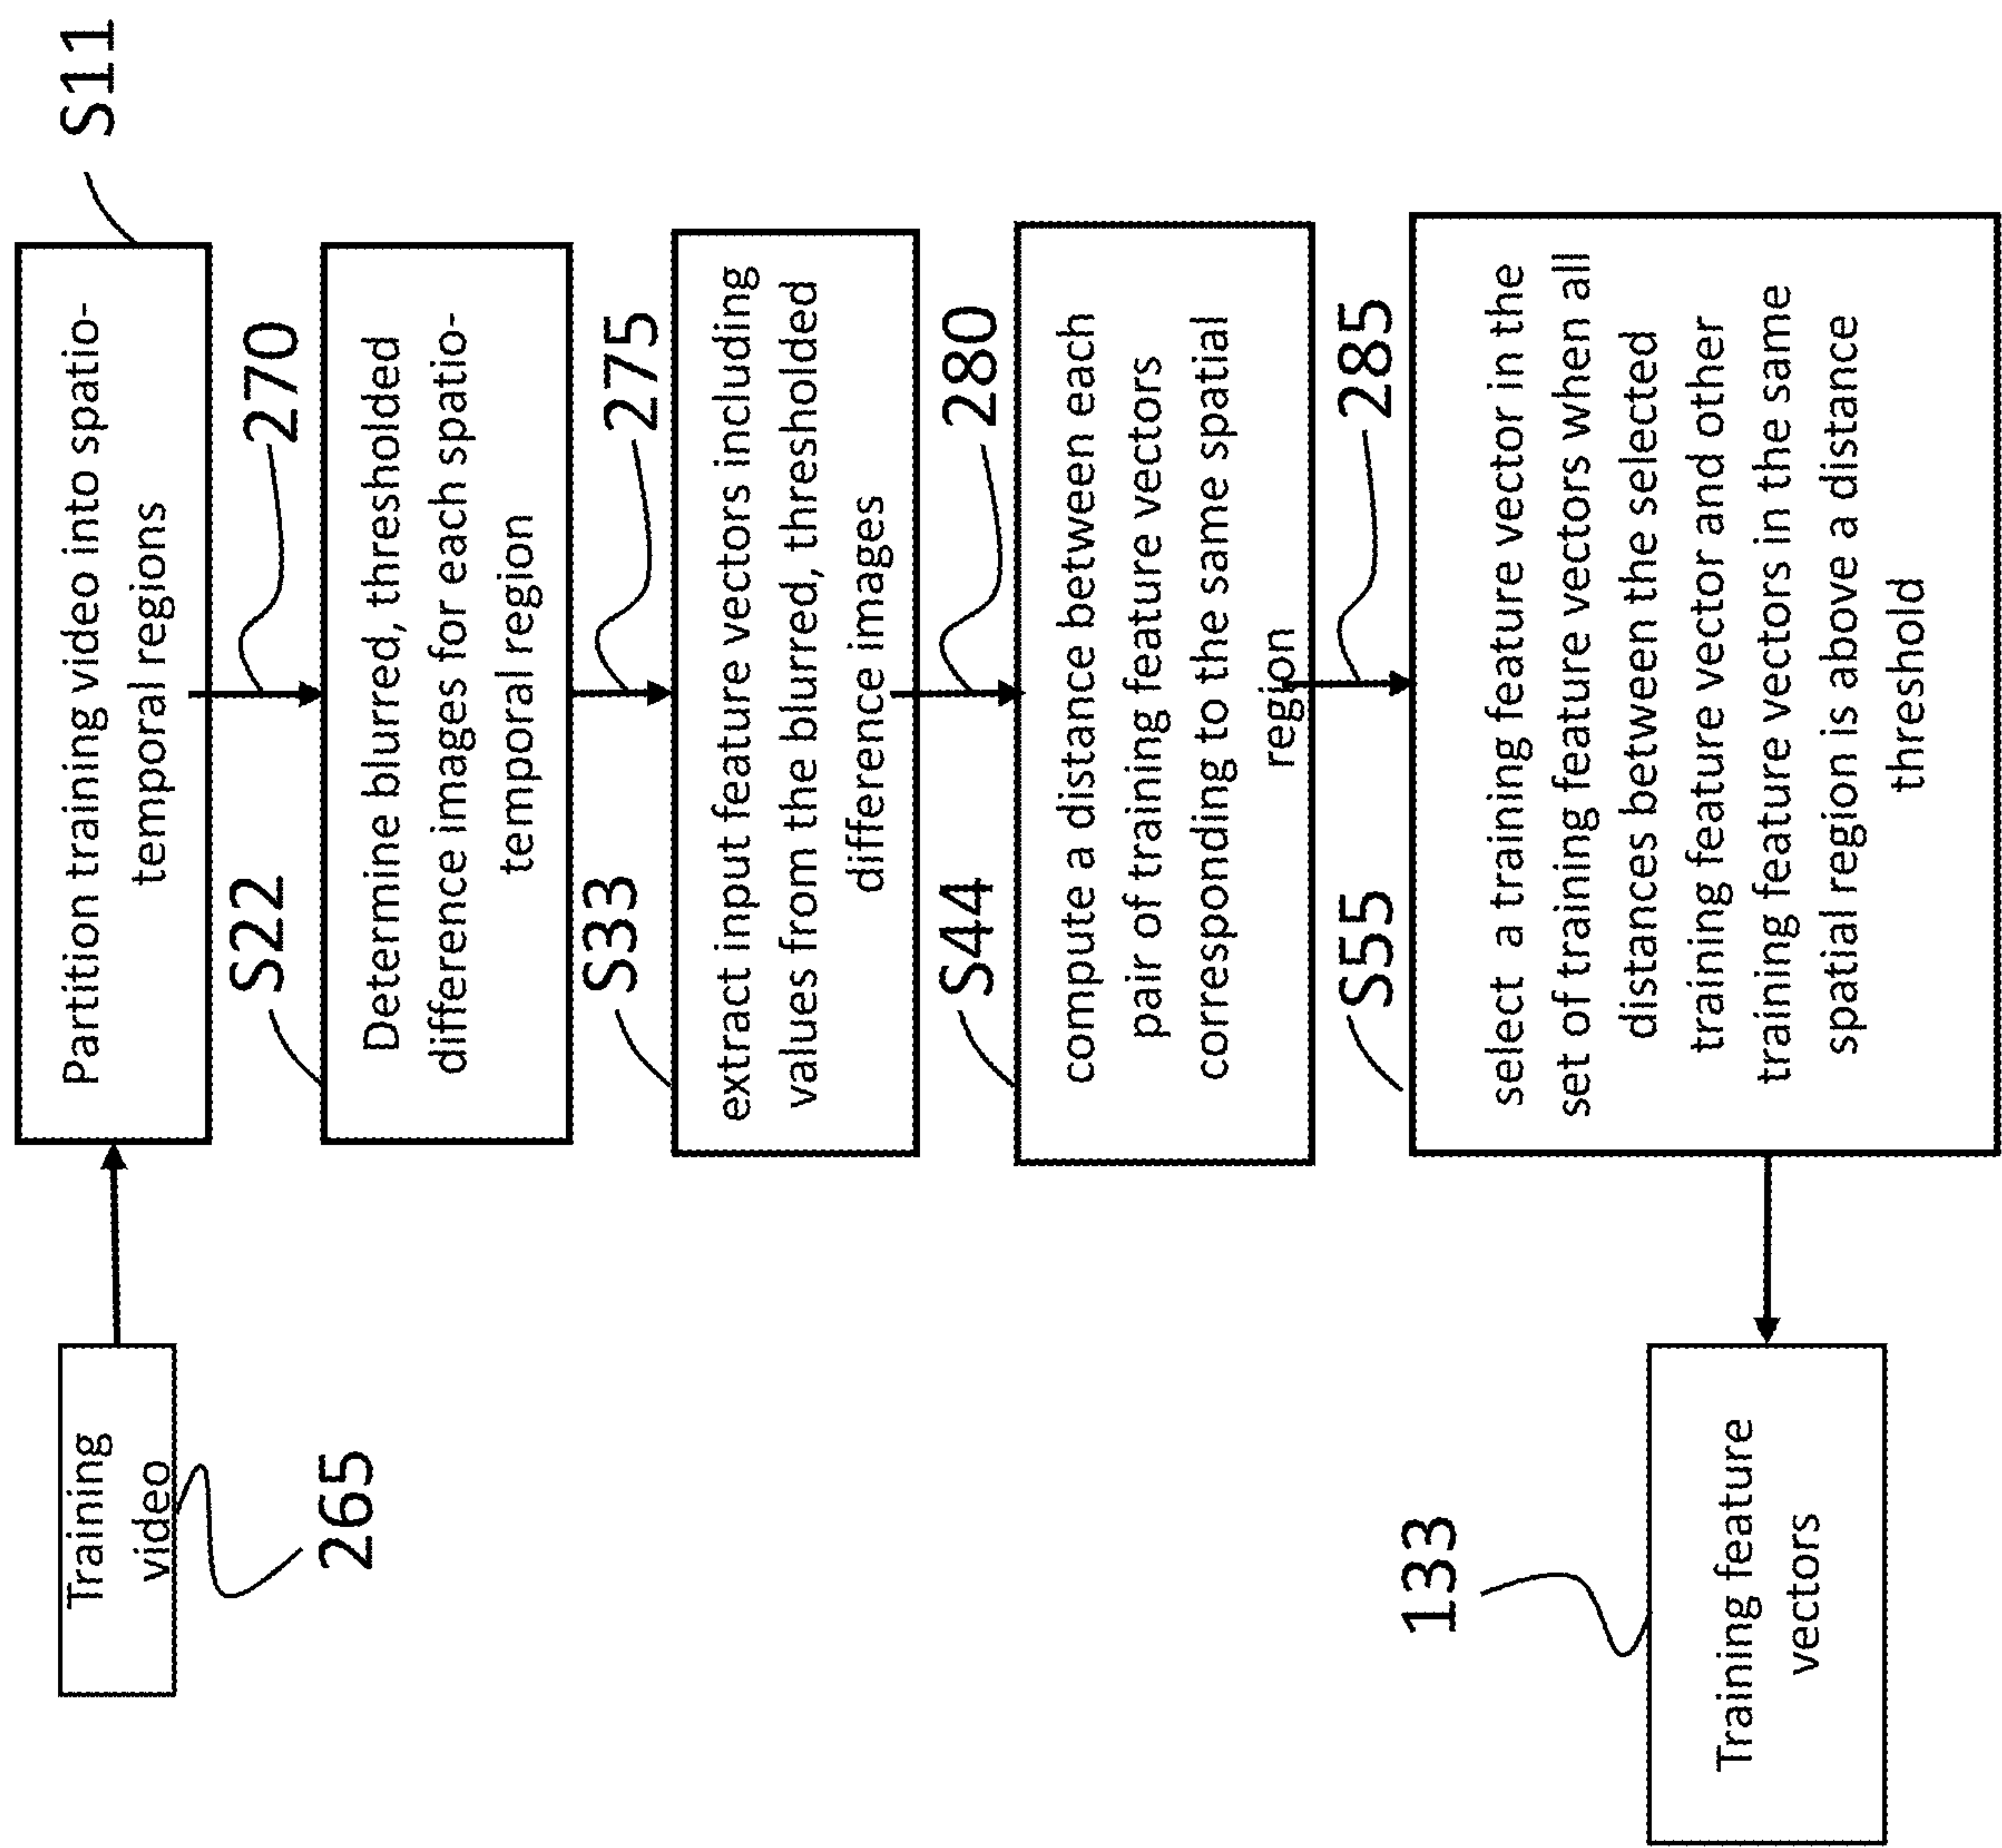 Training
video
265
Partition training video into spatio-
temporal regions
S11
270
S22
Determine blurred, thresholded
difference images for each spatio-
temporal region
275
S33
extract input feature vectors including
values from the blurred, thresholded
difference images
280
S44
compute a distance between each
pair of training feature vectors
corresponding to the same spatial
region
285
S55
select a training feature vector in the
set of training feature vectors when all
distances between the selected
training feature vector and other
training feature vectors in the same
spatial region is above a distance
threshold
133
Training feature
vectors